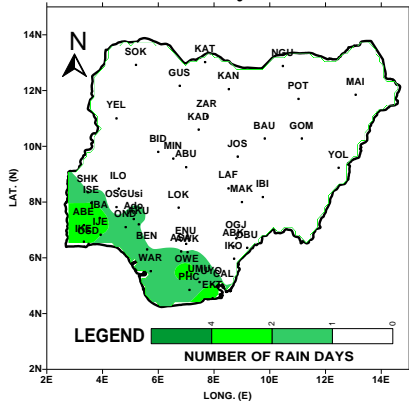 14N
N
SOK
KAT
NGU
GUS
KAN
MAI
12N
POT
YEL
ZAR
KAD
BID
MIN
BAU
GOM
10N
ABU
JOS
YOL
SHK
ILO
LAF
ISE
MAK
IBI
OSGUsi
LOK
8N
IBA
Ado
ABE
OND
IJE
OGJ
BEN
ENU
AWK
IKO
OBU
WAR
OWE
6N
UMU
UYO
CAL
PHC
EKT
4N
LEGEND
4
2
1
0
NUMBER OF RAIN DAYS
2N
2E
4E
6E
8E
10E
12E
14E
LONG. (E)
LAT. (N)